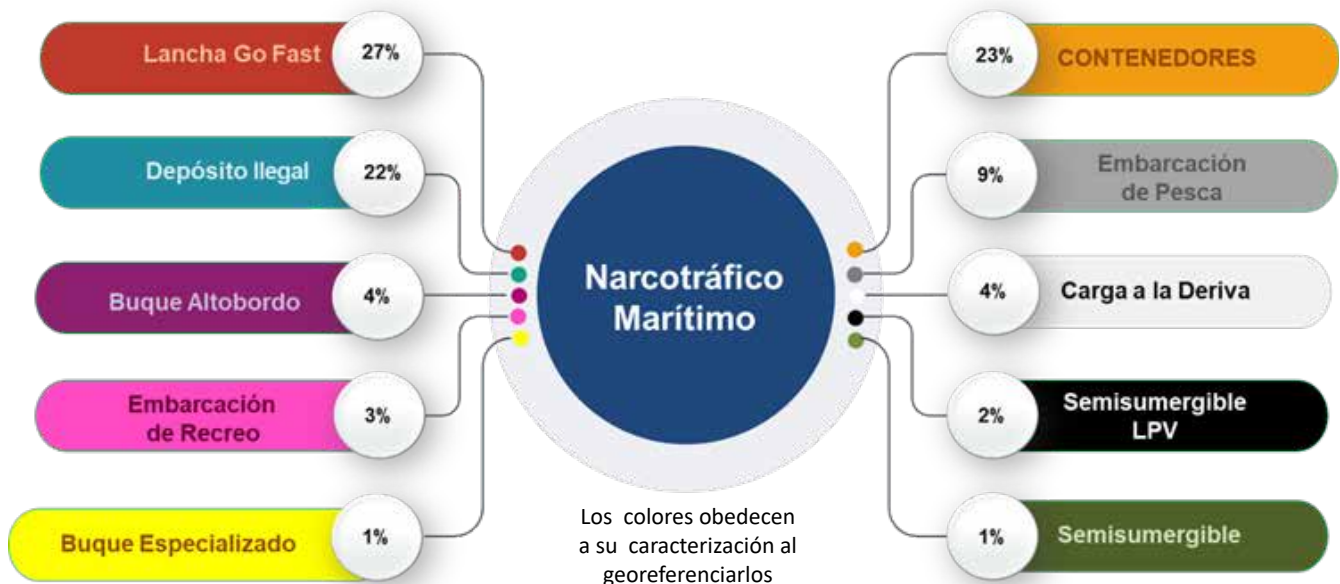 Lancha Go Fast
27%
Depósito Ilegal
22%
Buque Altobordo
4%
Embarcación
de Recreo
3%
Buque Especializado
1%
Narcotráfico
Marítimo
Los colores obedecen
a su caracterización al
georeferenciarlos
23%
CONTENEDORES
9%
Embarcación
de Pesca
4%
Carga a la Deriva
2%
Semisumergible
LPV
1%
Semisumergible